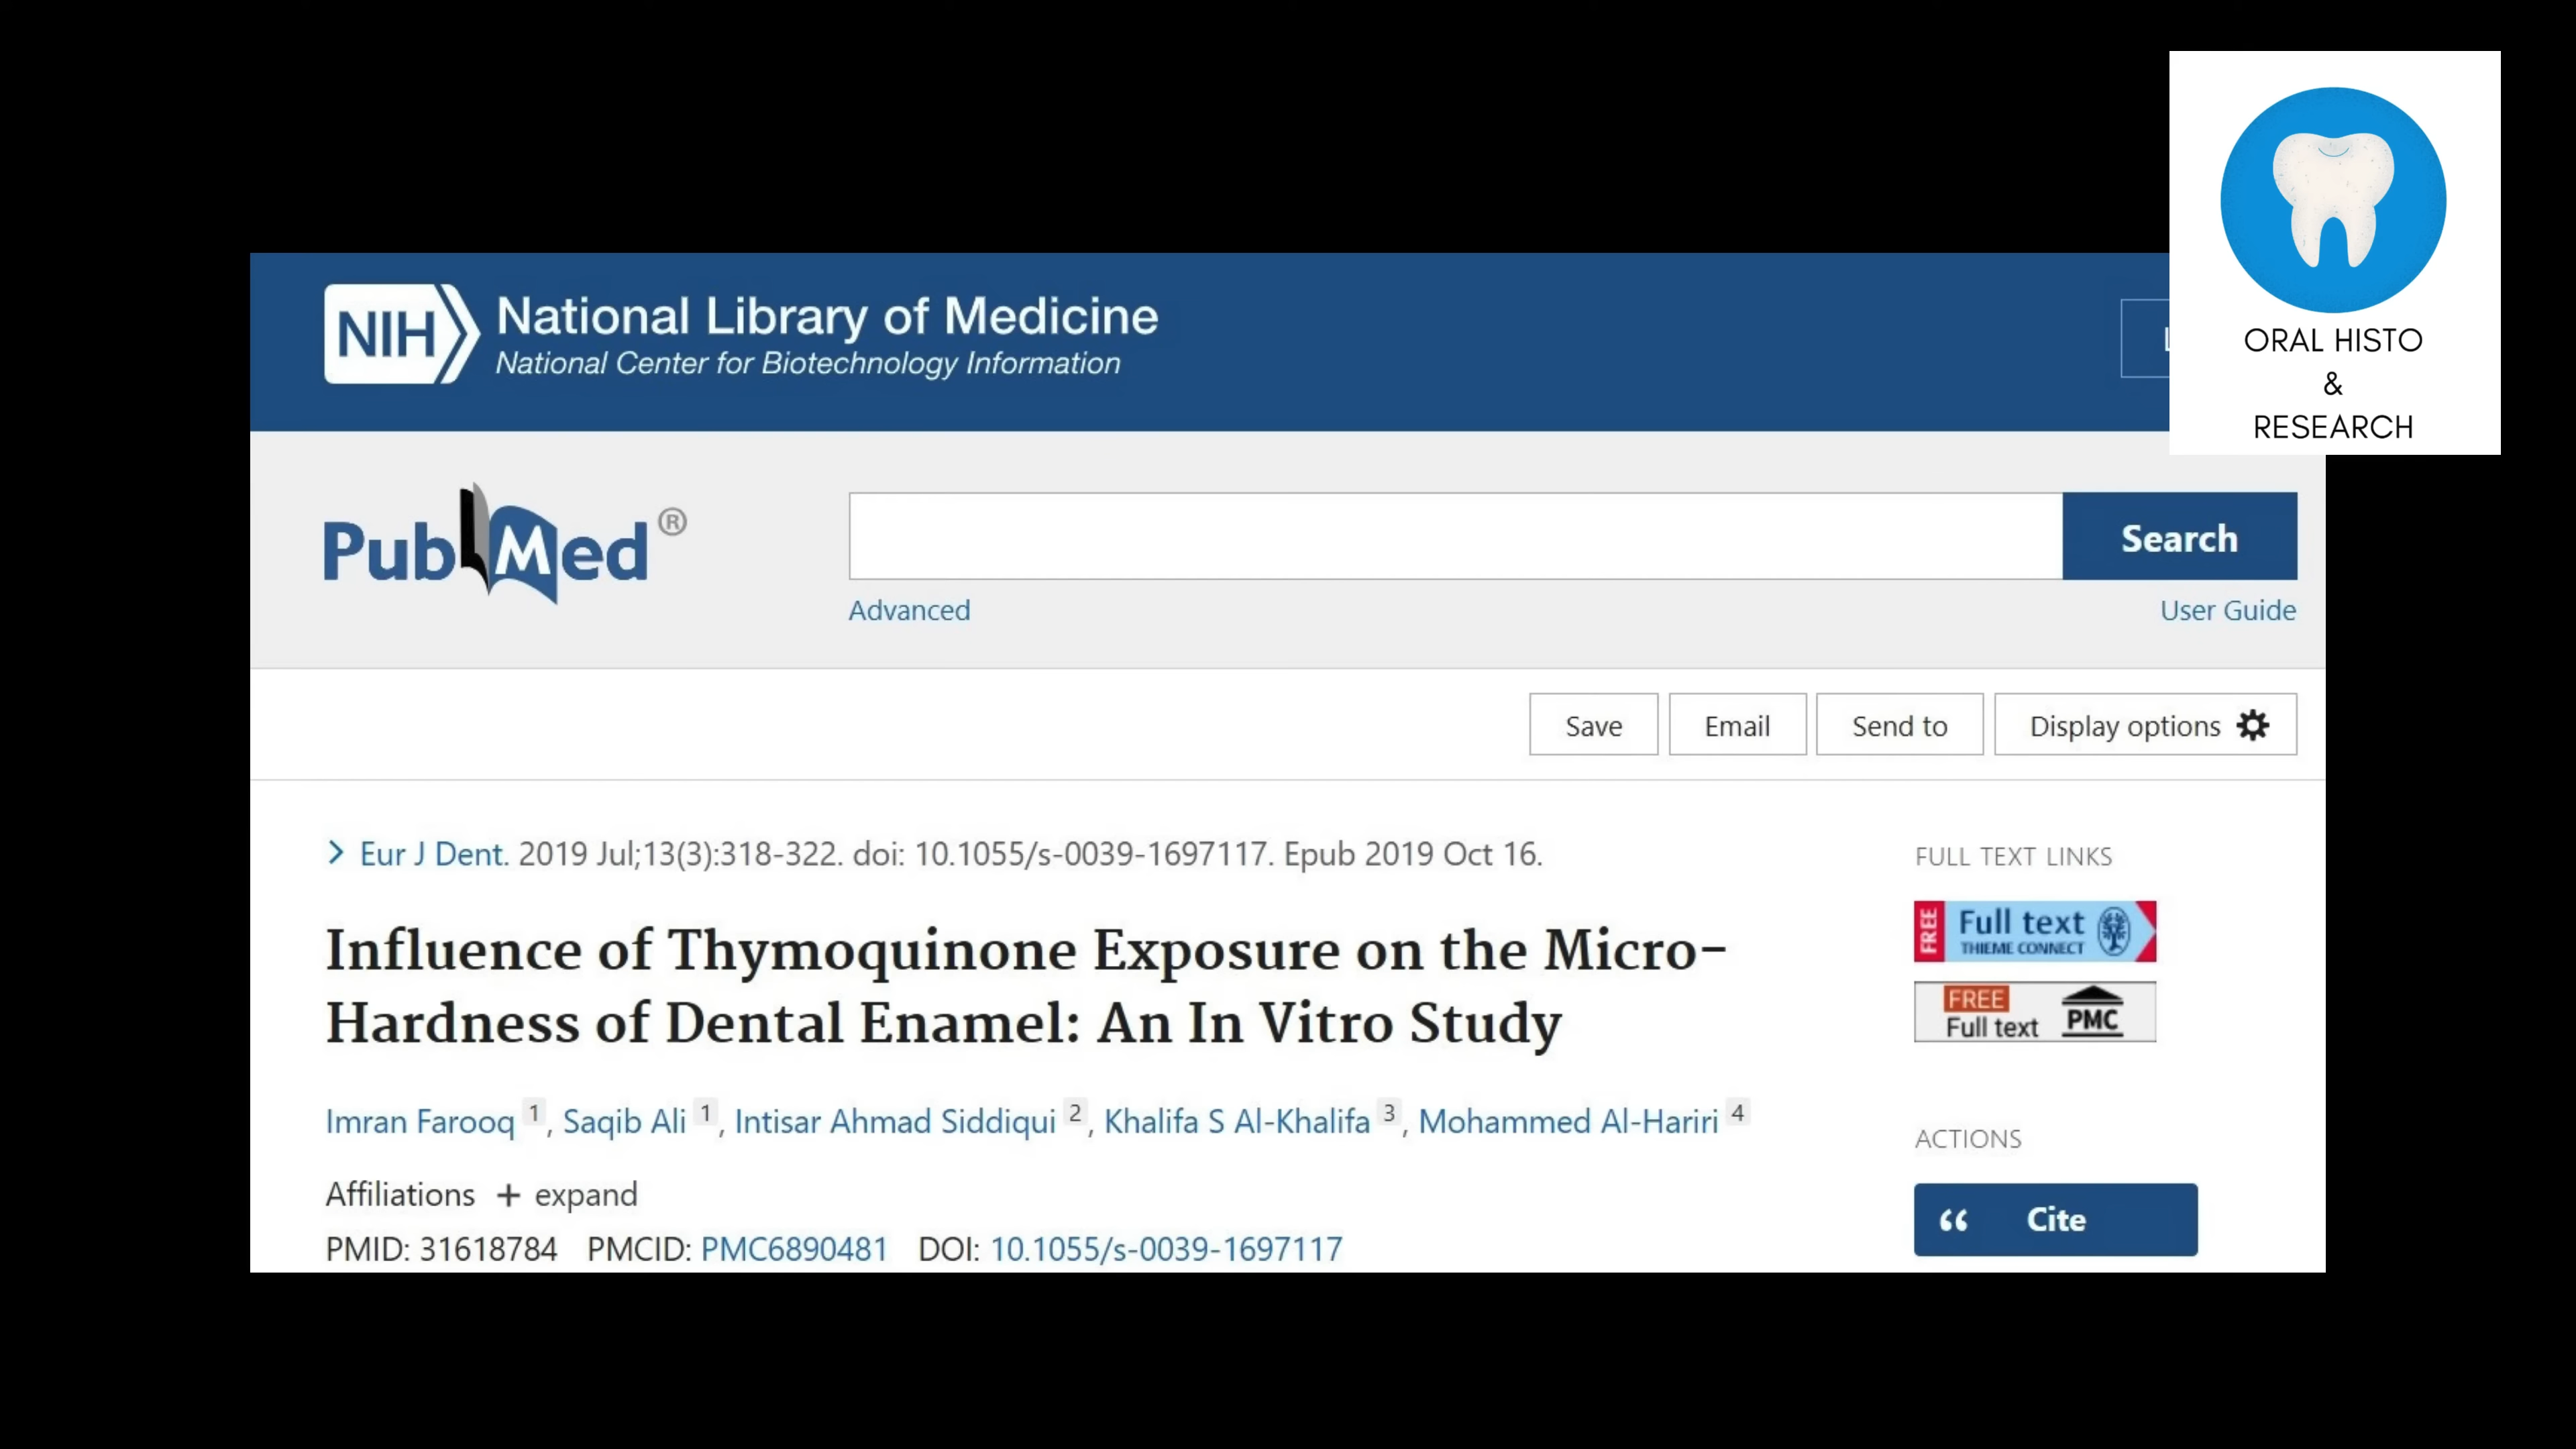 NIH National Library of Medicine
National Center for Biotechnology Information
ORAL HISTO
&
RESEARCH
PubMed®
Search
Advanced
User Guide
Save
Email
Send to
Display options
Eur J Dent. 2019 Jul;13(3):318-322. doi: 10.1055/s-0039-1697117. Epub 2019 Oct 16.
Influence of Thymoquinone Exposure on the Micro-
Hardness of Dental Enamel: An In Vitro Study
Imran Farooq 1, Saqib Ali 1, Intisar Ahmad Siddiqui 2, Khalifa S Al-Khalifa 3, Mohammed Al-Hariri 4
Affiliations + expand
PMID: 31618784 PMCID: PMC6890481 DOI: 10.1055/s-0039-1697117
FULL TEXT LINKS
FREE Full text
THIEME CONNECT
FREE
Full text PMC
ACTIONS
“ Cite